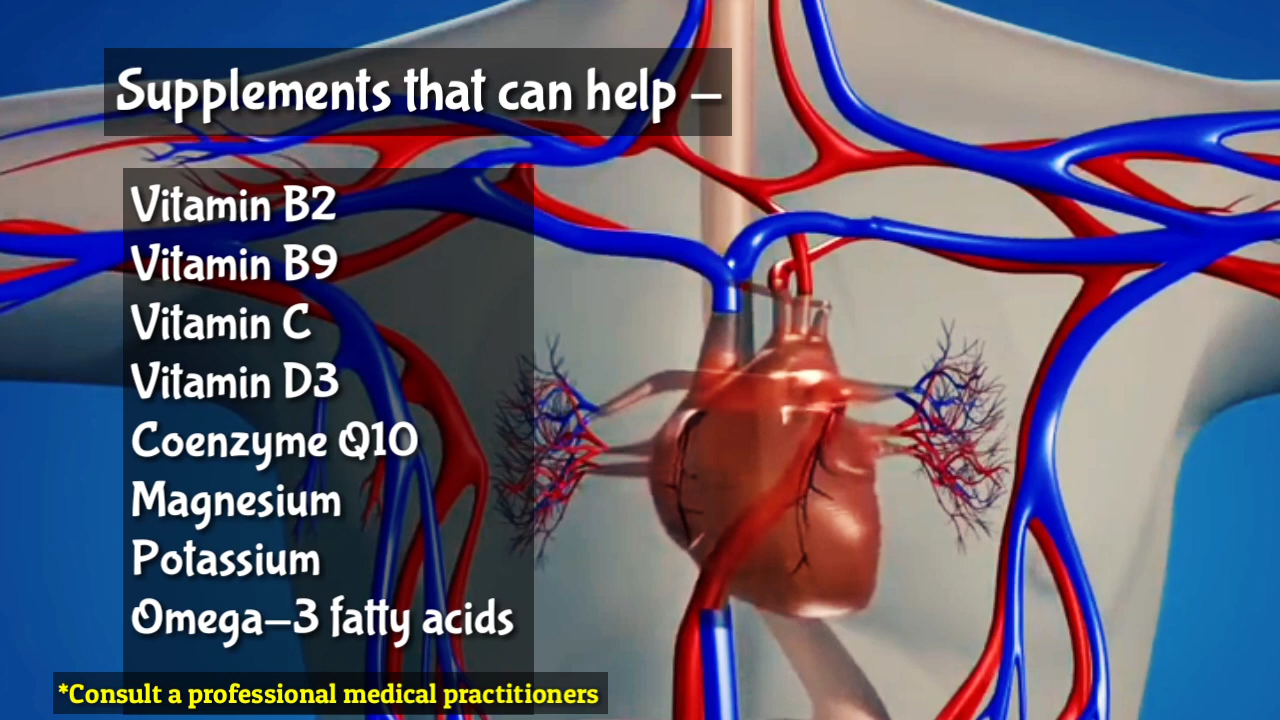 Supplements that can help –
Vitamin B2
Vitamin B9
Vitamin C
Vitamin D3
Coenzyme Q10
Magnesium
Potassium
Omega-3 fatty acids
*Consult a professional medical practitioners